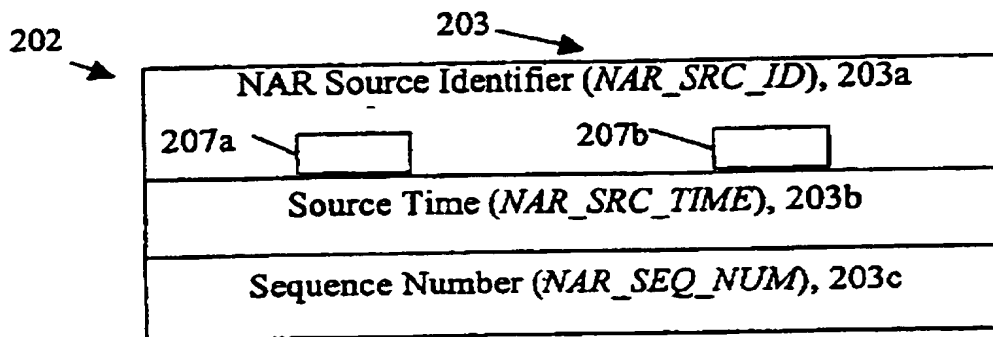 203
202
NAR Source Identifier (NAR_SRC_ID), 203a
207a
207b
Source Time (NAR_SRC_TIME), 203b
Sequence Number (NAR_SEQ_NUM), 203c